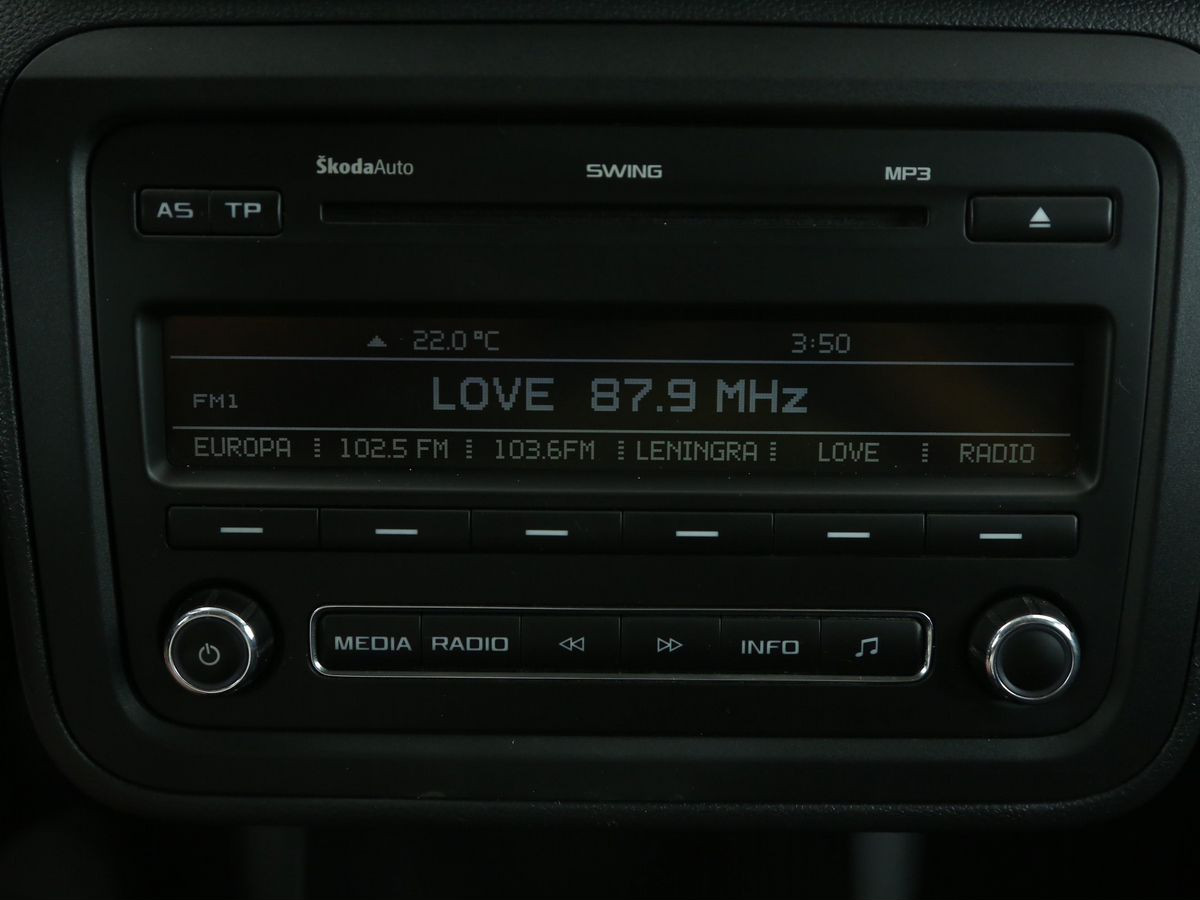 ŠkodaAuto SWING MP3
AS TP
22.0 °C 3:50
FM1 LOVE 87.9 MHz
EUROPA 102.5 FM 103.6FM LENINGRA LOVE RADIO
MEDIA RADIO INFO